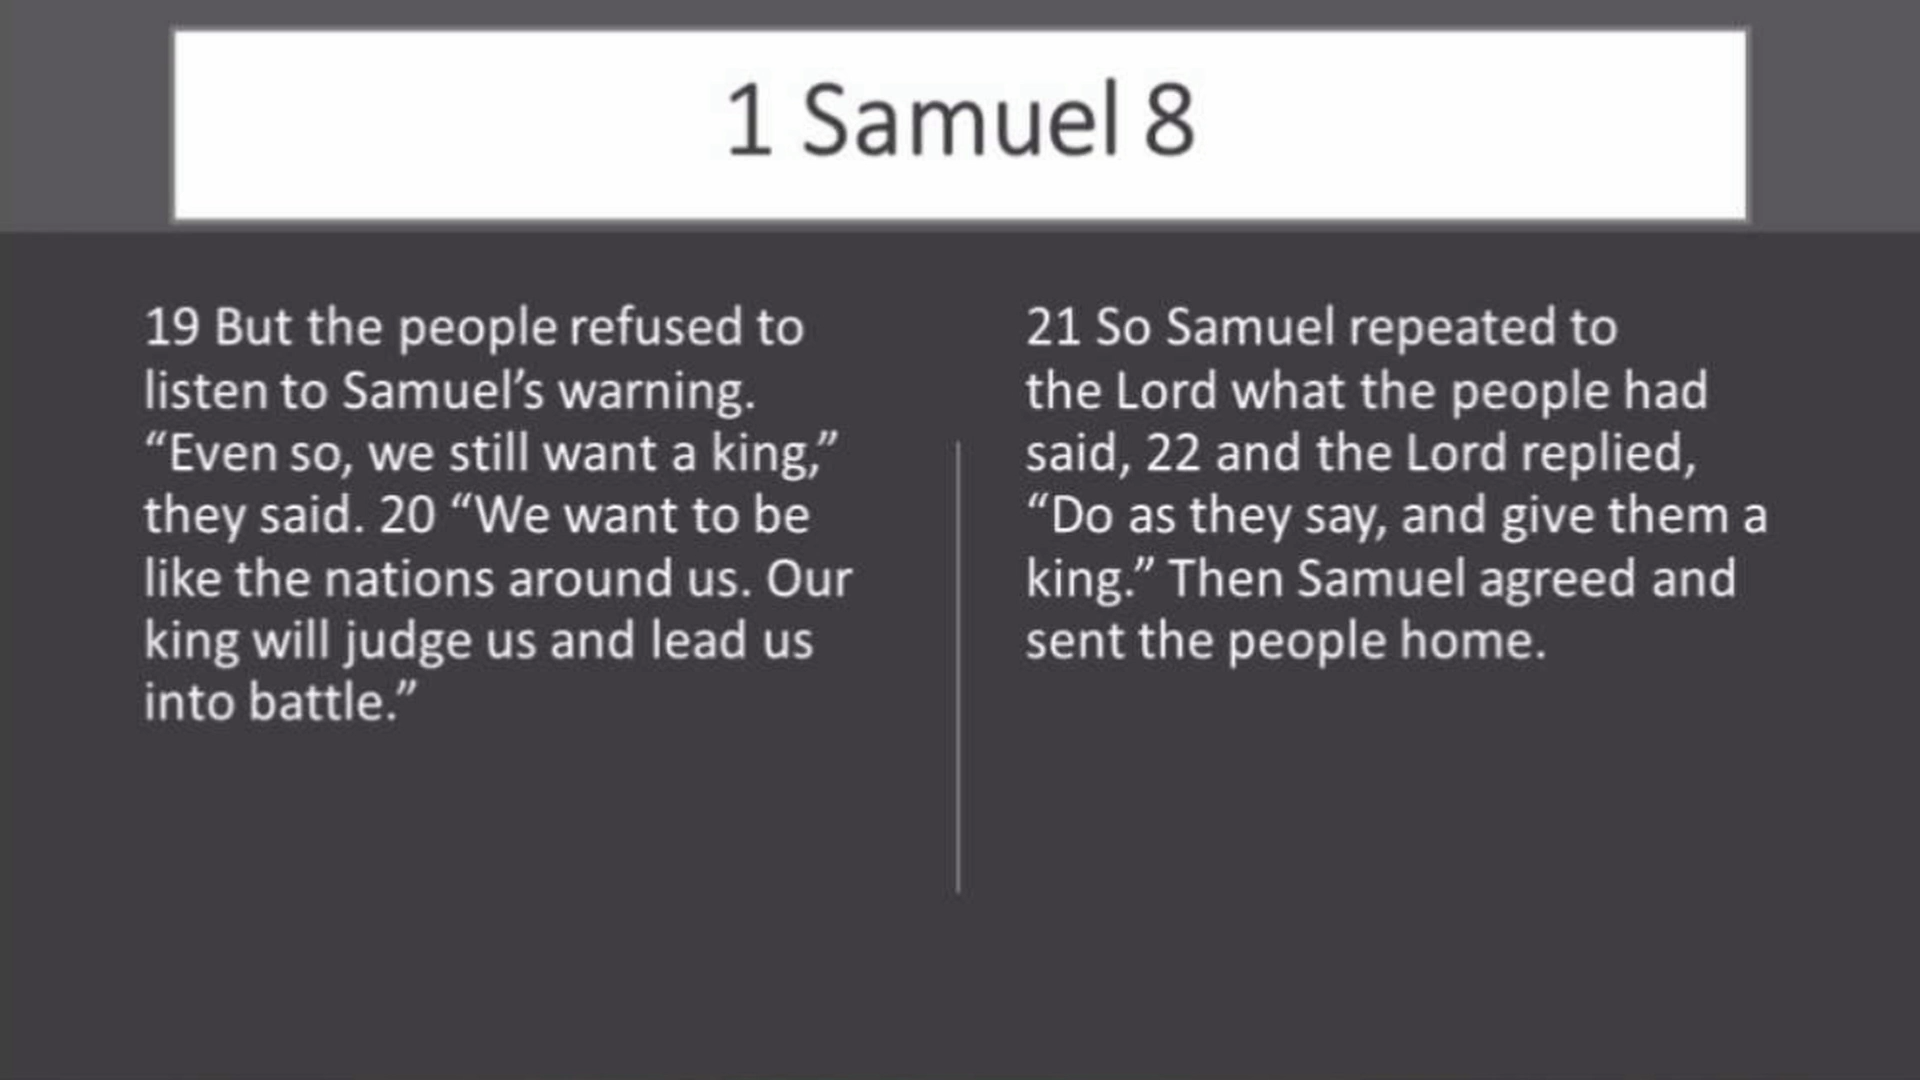 1 Samuel 8
19 But the people refused to
listen to Samuel’s warning.
“Even so, we still want a king,”
they said. 20 “We want to be
like the nations around us. Our
king will judge us and lead us
into battle.”
21 So Samuel repeated to
the Lord what the people had
said, 22 and the Lord replied,
“Do as they say, and give them a
king.” Then Samuel agreed and
sent the people home.